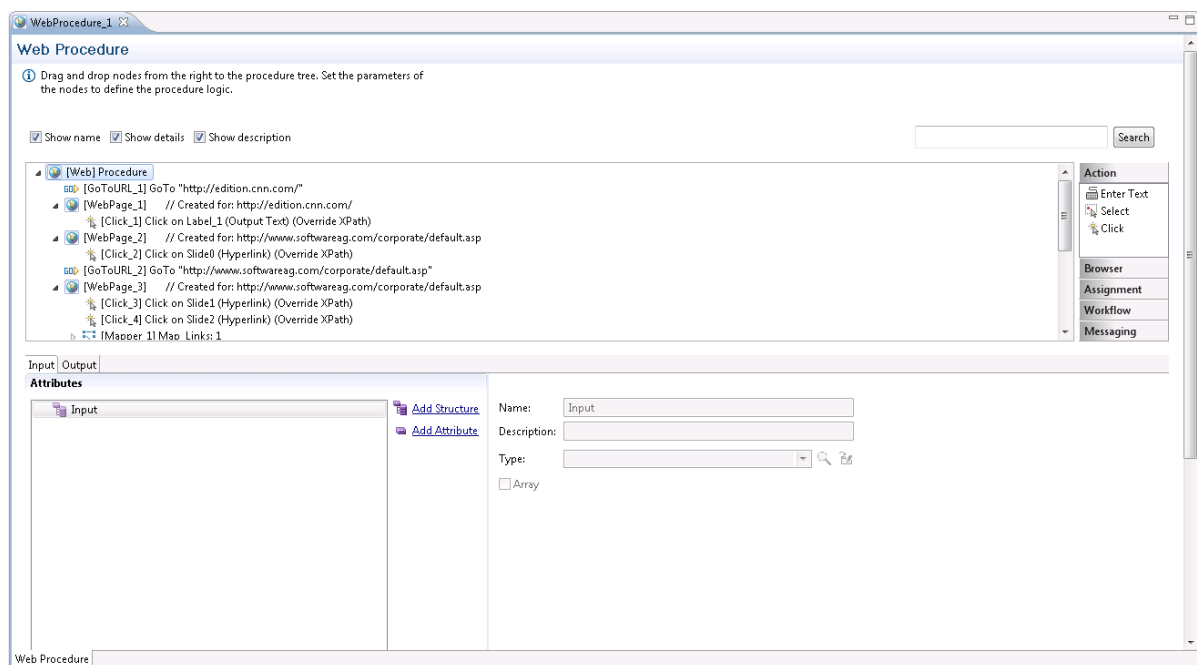 WebProcedure_1
Web Procedure
Drag and drop nodes from the right to the procedure tree. Set the parameters of
the nodes to define the procedure logic.
Show name Show details Show description Search
[Web] Procedure
[GoToURL_1] GoTo "http://edition.cnn.com/"
[WebPage_1] // Created for: http://edition.cnn.com/
[Click_1] Click on Label_1 (Output Text) (Override XPath)
[WebPage_2] // Created for: http://www.softwareag.com/corporate/default.asp
[Click_2] Click on Slide0 (Hyperlink) (Override XPath)
[GoToURL_2] GoTo "http://www.softwareag.com/corporate/default.asp"
[WebPage_3] // Created for: http://www.softwareag.com/corporate/default.asp
[Click_3] Click on Slide1 (Hyperlink) (Override XPath)
[Click_4] Click on Slide2 (Hyperlink) (Override XPath)
[Mapper_1] Map Links: 1
Action
Enter Text
Select
Click
Browser
Assignment
Workflow
Messaging
Input Output
Attributes
Input
Add Structure
Add Attribute
Name: Input
Description:
Type:
Array
Web Procedure